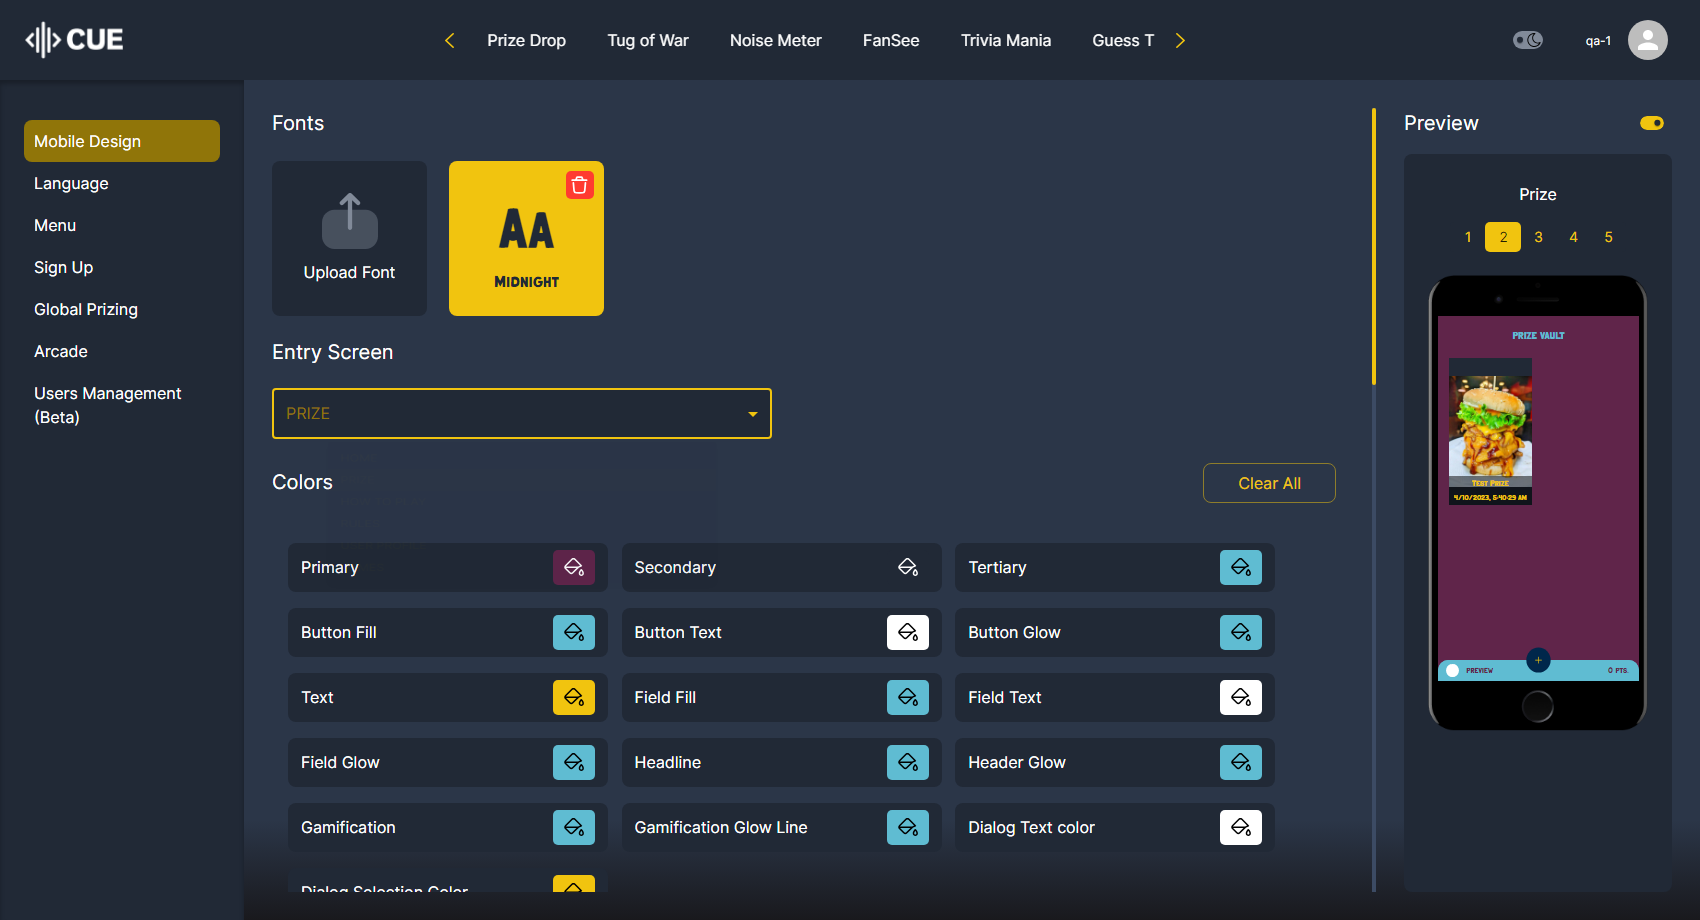 CUE
Prize Drop
Tug of War
Noise Meter
FanSee
Trivia Mania
Guess T
qa-1
Mobile Design
Language
Menu
Sign Up
Global Prizing
Arcade
Users Management
(Beta)
Fonts
Upload Font
AA
MIDNIGHT
Entry Screen
PRIZE
Colors
Clear All
Primary
Secondary
Tertiary
Button Fill
Button Text
Button Glow
Text
Field Fill
Field Text
Field Glow
Headline
Header Glow
Gamification
Gamification Glow Line
Dialog Text color
Dialog Selection Color
Preview
Prize
1 2 3 4 5
PRIZE VAULT
TEST PRIZE
4/10/2023, 5:40:29 AM
+
PREVIEW
0 PTS